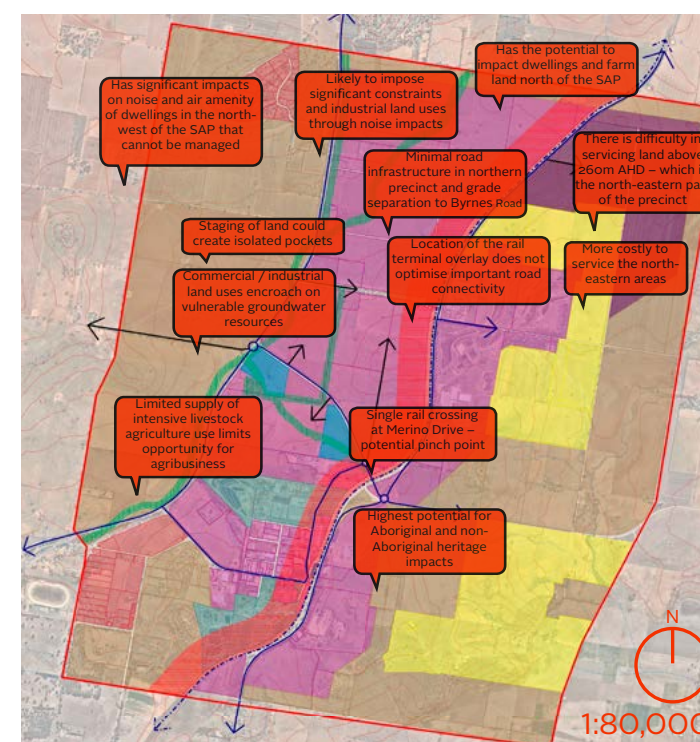 Has the potential to
impact dwellings and farm
land north of the SAP
Has significant impacts
on noise and air amenity
of dwellings in the north-
west of the SAP that
cannot be managed
Likely to impose
significant constraints
and industrial land uses
through noise impacts
There is difficulty in
servicing land above
260m AHD – which
the north-eastern
of the precinct
Minimal road
infrastructure in northern
precinct and grade
separation to Byrnes Road
Staging of land could
create isolated pockets
Location of the rail
terminal overlay does not
optimise important road
connectivity
More costly to
service the north-
eastern areas
Commercial / industrial
land uses encroach on
vulnerable groundwater
resources
Limited supply of
intensive livestock
agriculture use limits
opportunity for
agribusiness
Single rail crossing
at Merino Drive –
potential pinch point
Highest potential for
Aboriginal and non-
Aboriginal heritage
impacts
N
1:80,000